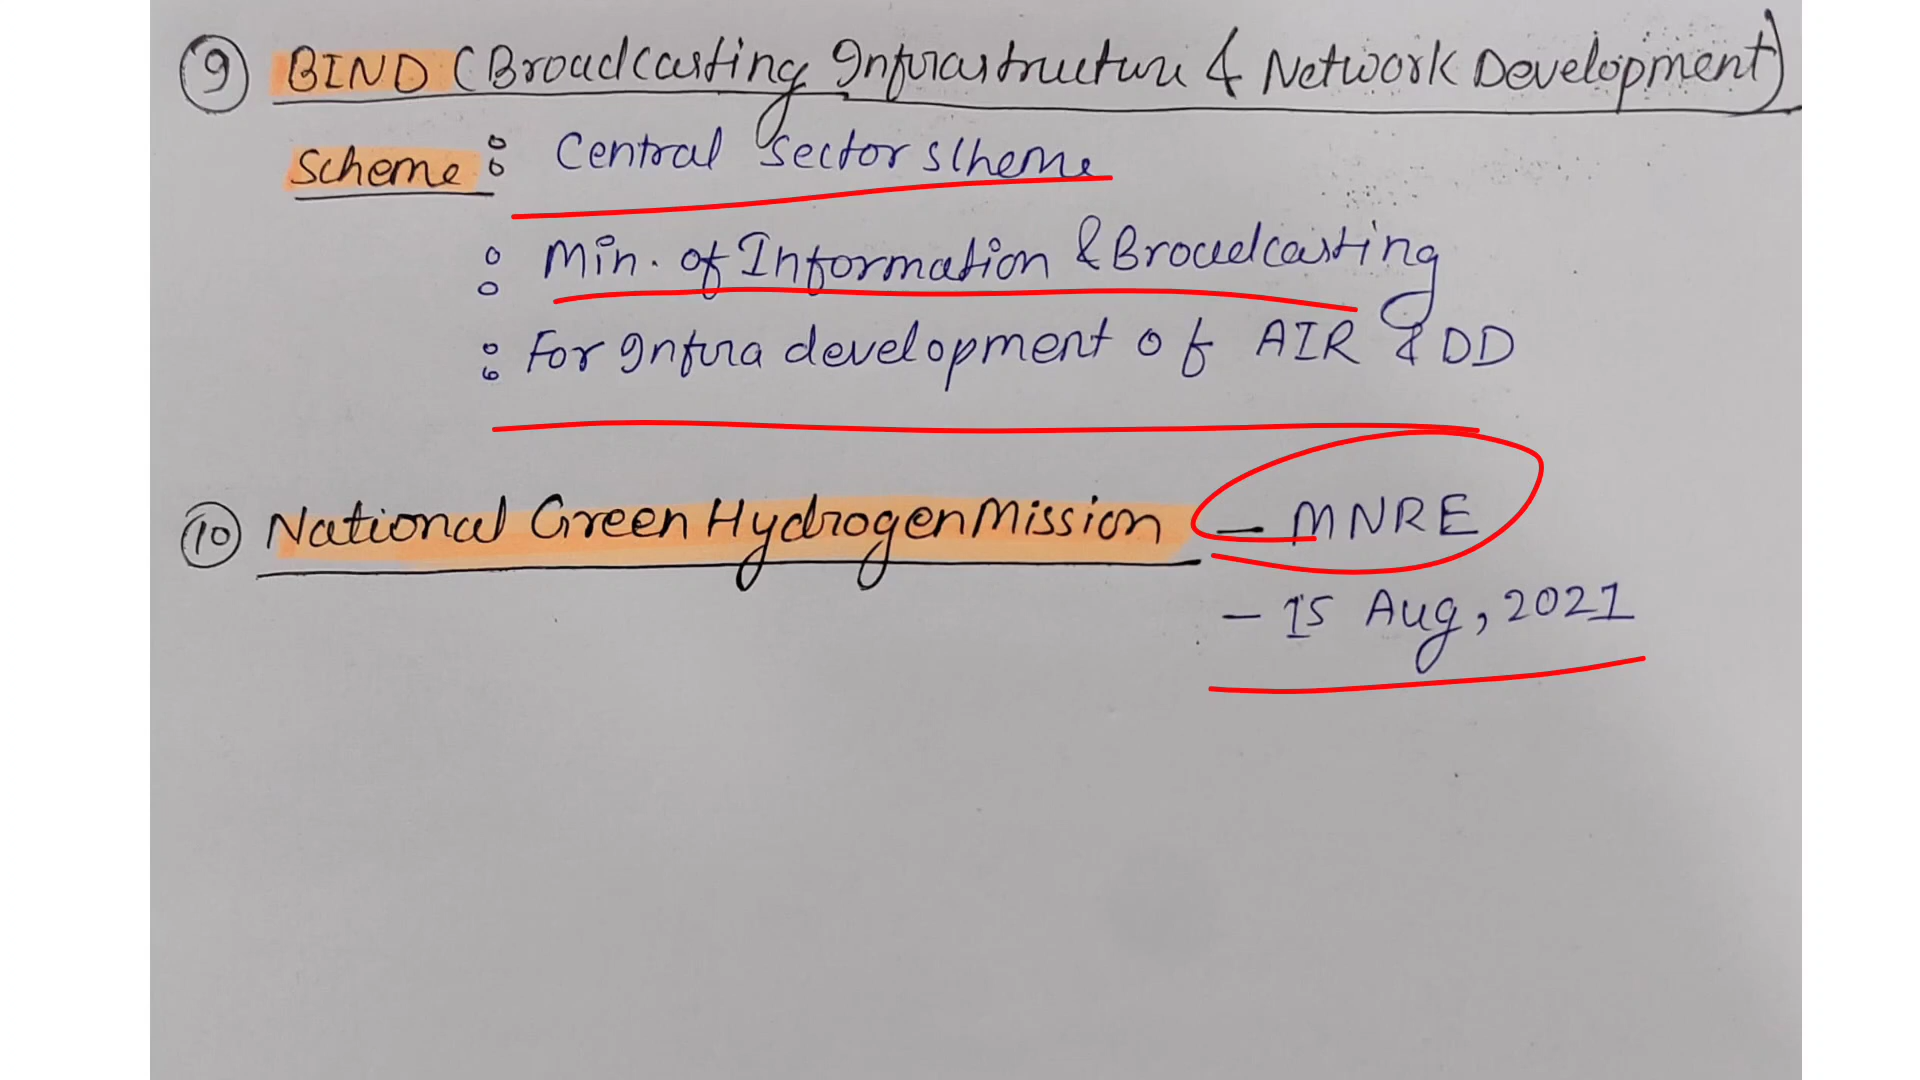 9 BIND (Broadcasting Infrastructure & Network Development)
Scheme : Central Sector Scheme
: Min. of Information & Broadcasting
: For Infra development of AIR & DD
10 National Green Hydrogen Mission - MNRE
- 15 Aug, 2021